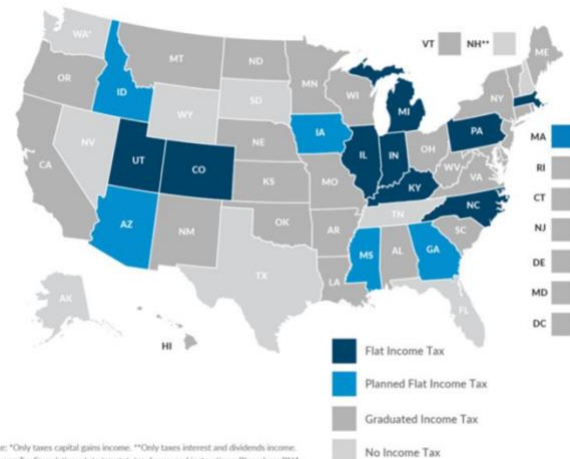 WA*
VT
NH**
ME
MT
ND
OR
MN
ID
WI
NY
SD
WY
MI
MA
IA
PA
NE
NV
IL
IN
OH
RI
UT
CO
WV
VA
CA
KS
MO
KY
CT
NC
TN
NJ
AZ
OK
NM
AR
SC
DE
MS
AL
GA
TX
LA
MD
AK
FL
DC
HI
Flat Income Tax
Planned Flat Income Tax
Graduated Income Tax
No Income Tax
*Only taxes capital gains income. **Only taxes interest and dividends income.